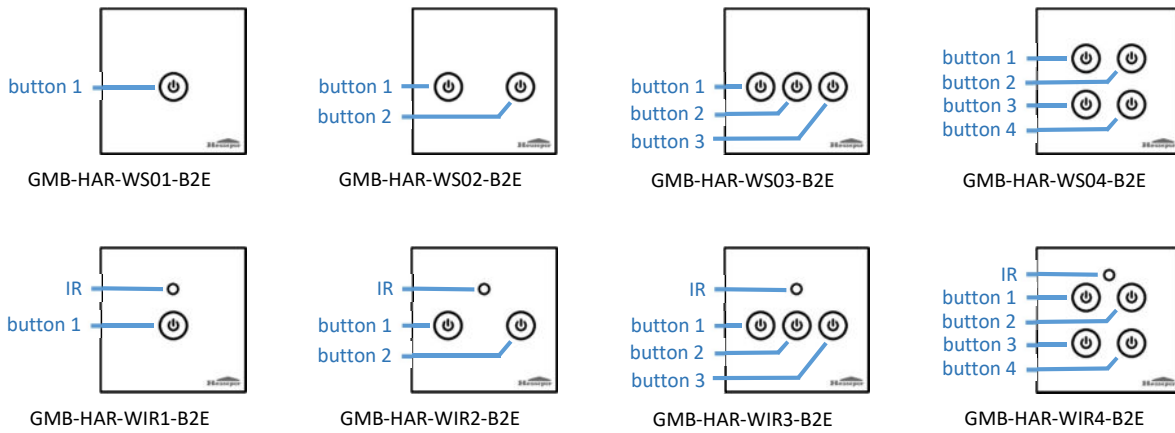 button 1
GMB-HAR-WS01-B2E
button 1
button 2
GMB-HAR-WS02-B2E
button 1
button 2
button 3
GMB-HAR-WS03-B2E
button 1
button 2
button 3
button 4
GMB-HAR-WS04-B2E
IR
button 1
GMB-HAR-WIR1-B2E
IR
button 1
button 2
GMB-HAR-WIR2-B2E
IR
button 1
button 2
button 3
GMB-HAR-WIR3-B2E
IR
button 1
button 2
button 3
button 4
GMB-HAR-WIR4-B2E